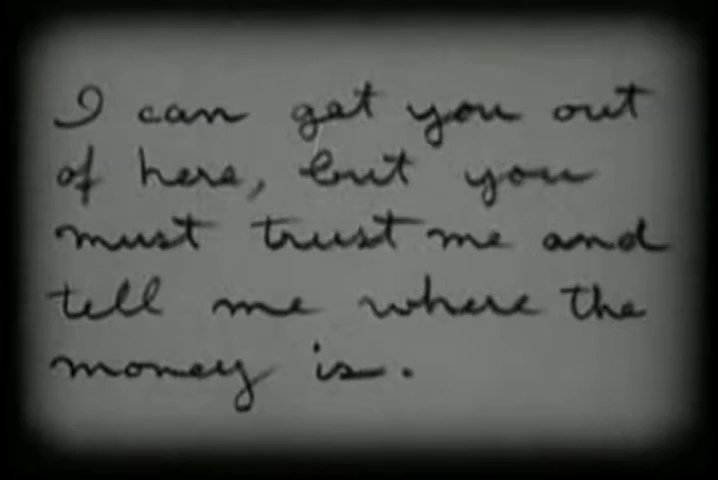 I can get you out
of here, but you
must trust me and
tell me where the
money is.